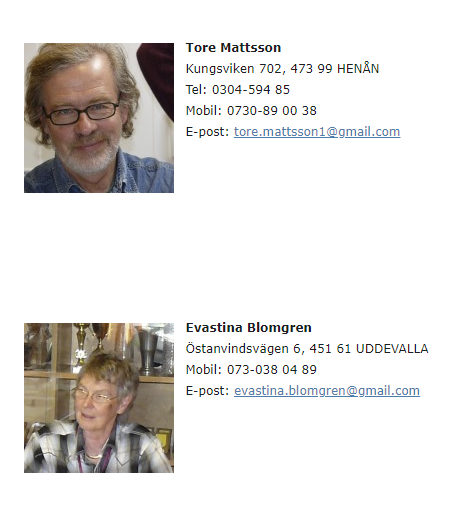 Tore Mattsson
Kungsviken 702, 473 99 HENÅN
Tel: 0304-594 85
Mobil: 0730-89 00 38
E-post: tore.mattsson1@gmail.com
Evastina Blomgren
Östanvindsvägen 6, 451 61 UDDEVALLA
Mobil: 073-038 04 89
E-post: evastina.blomgren@gmail.com